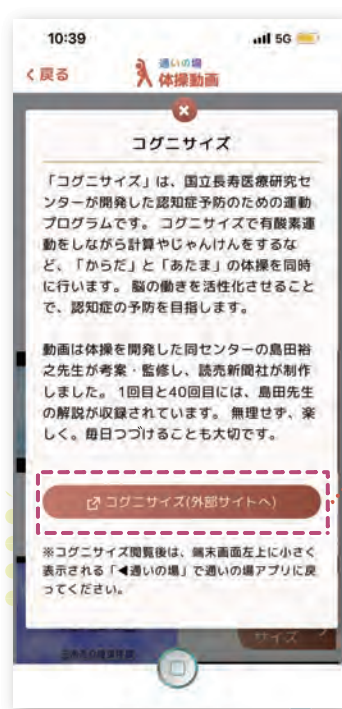 10:39
5G
く戻る
通いの場
体操動画
コグニサイズ
「コグニサイズ」は、国立長寿医療研究セ
ンターが開発した認知症予防のための運動
プログラムです。 コグニサイズで有酸素運
動をしながら計算やじゃんけんをするな
ど、「からだ」と「あたま」の体操を同時
に行います。 脳の働きを活性化させること
で、認知症の予防を目指します。
動画は体操を開発した同センターの島田裕
之先生が考案・監修し、読売新聞社が制作
しました。 1回目と40回目には、島田先生
の解説が収録されています。 無理せず、楽
しく。毎日つづけることも大切です。
コグニサイズ(外部サイトへ)
※コグニサイズ閲覧後は、端末画面左上に小さく
表示される「◀通いの場」で通いの場アプリに戻
ってください。
サイズ